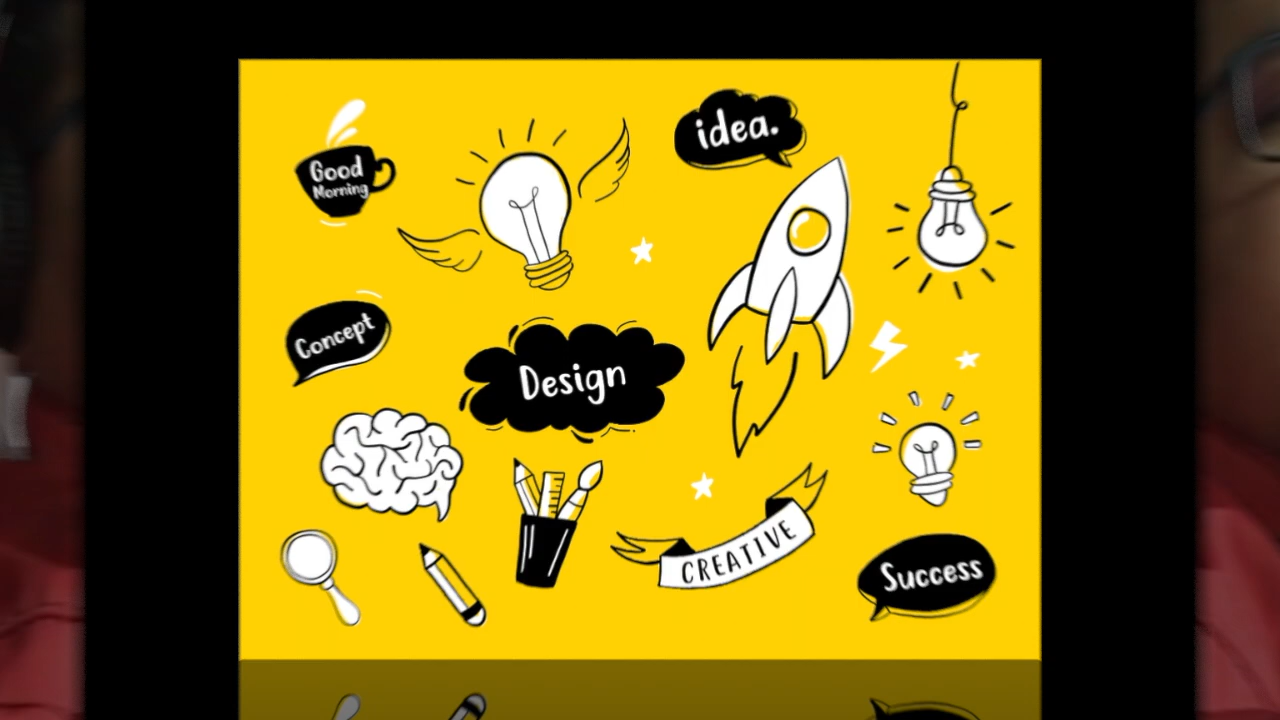 Good
Morning
idea.
Concept
Design
CREATIVE
Success